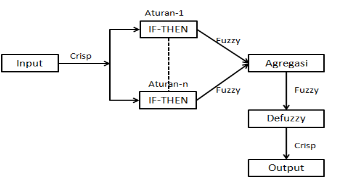 Aturan-1
IF-THEN
Fuzzy
Crisp
Input
Agregasi
Aturan-n
IF-THEN
Fuzzy
Fuzzy
Defuzzy
Crisp
Output